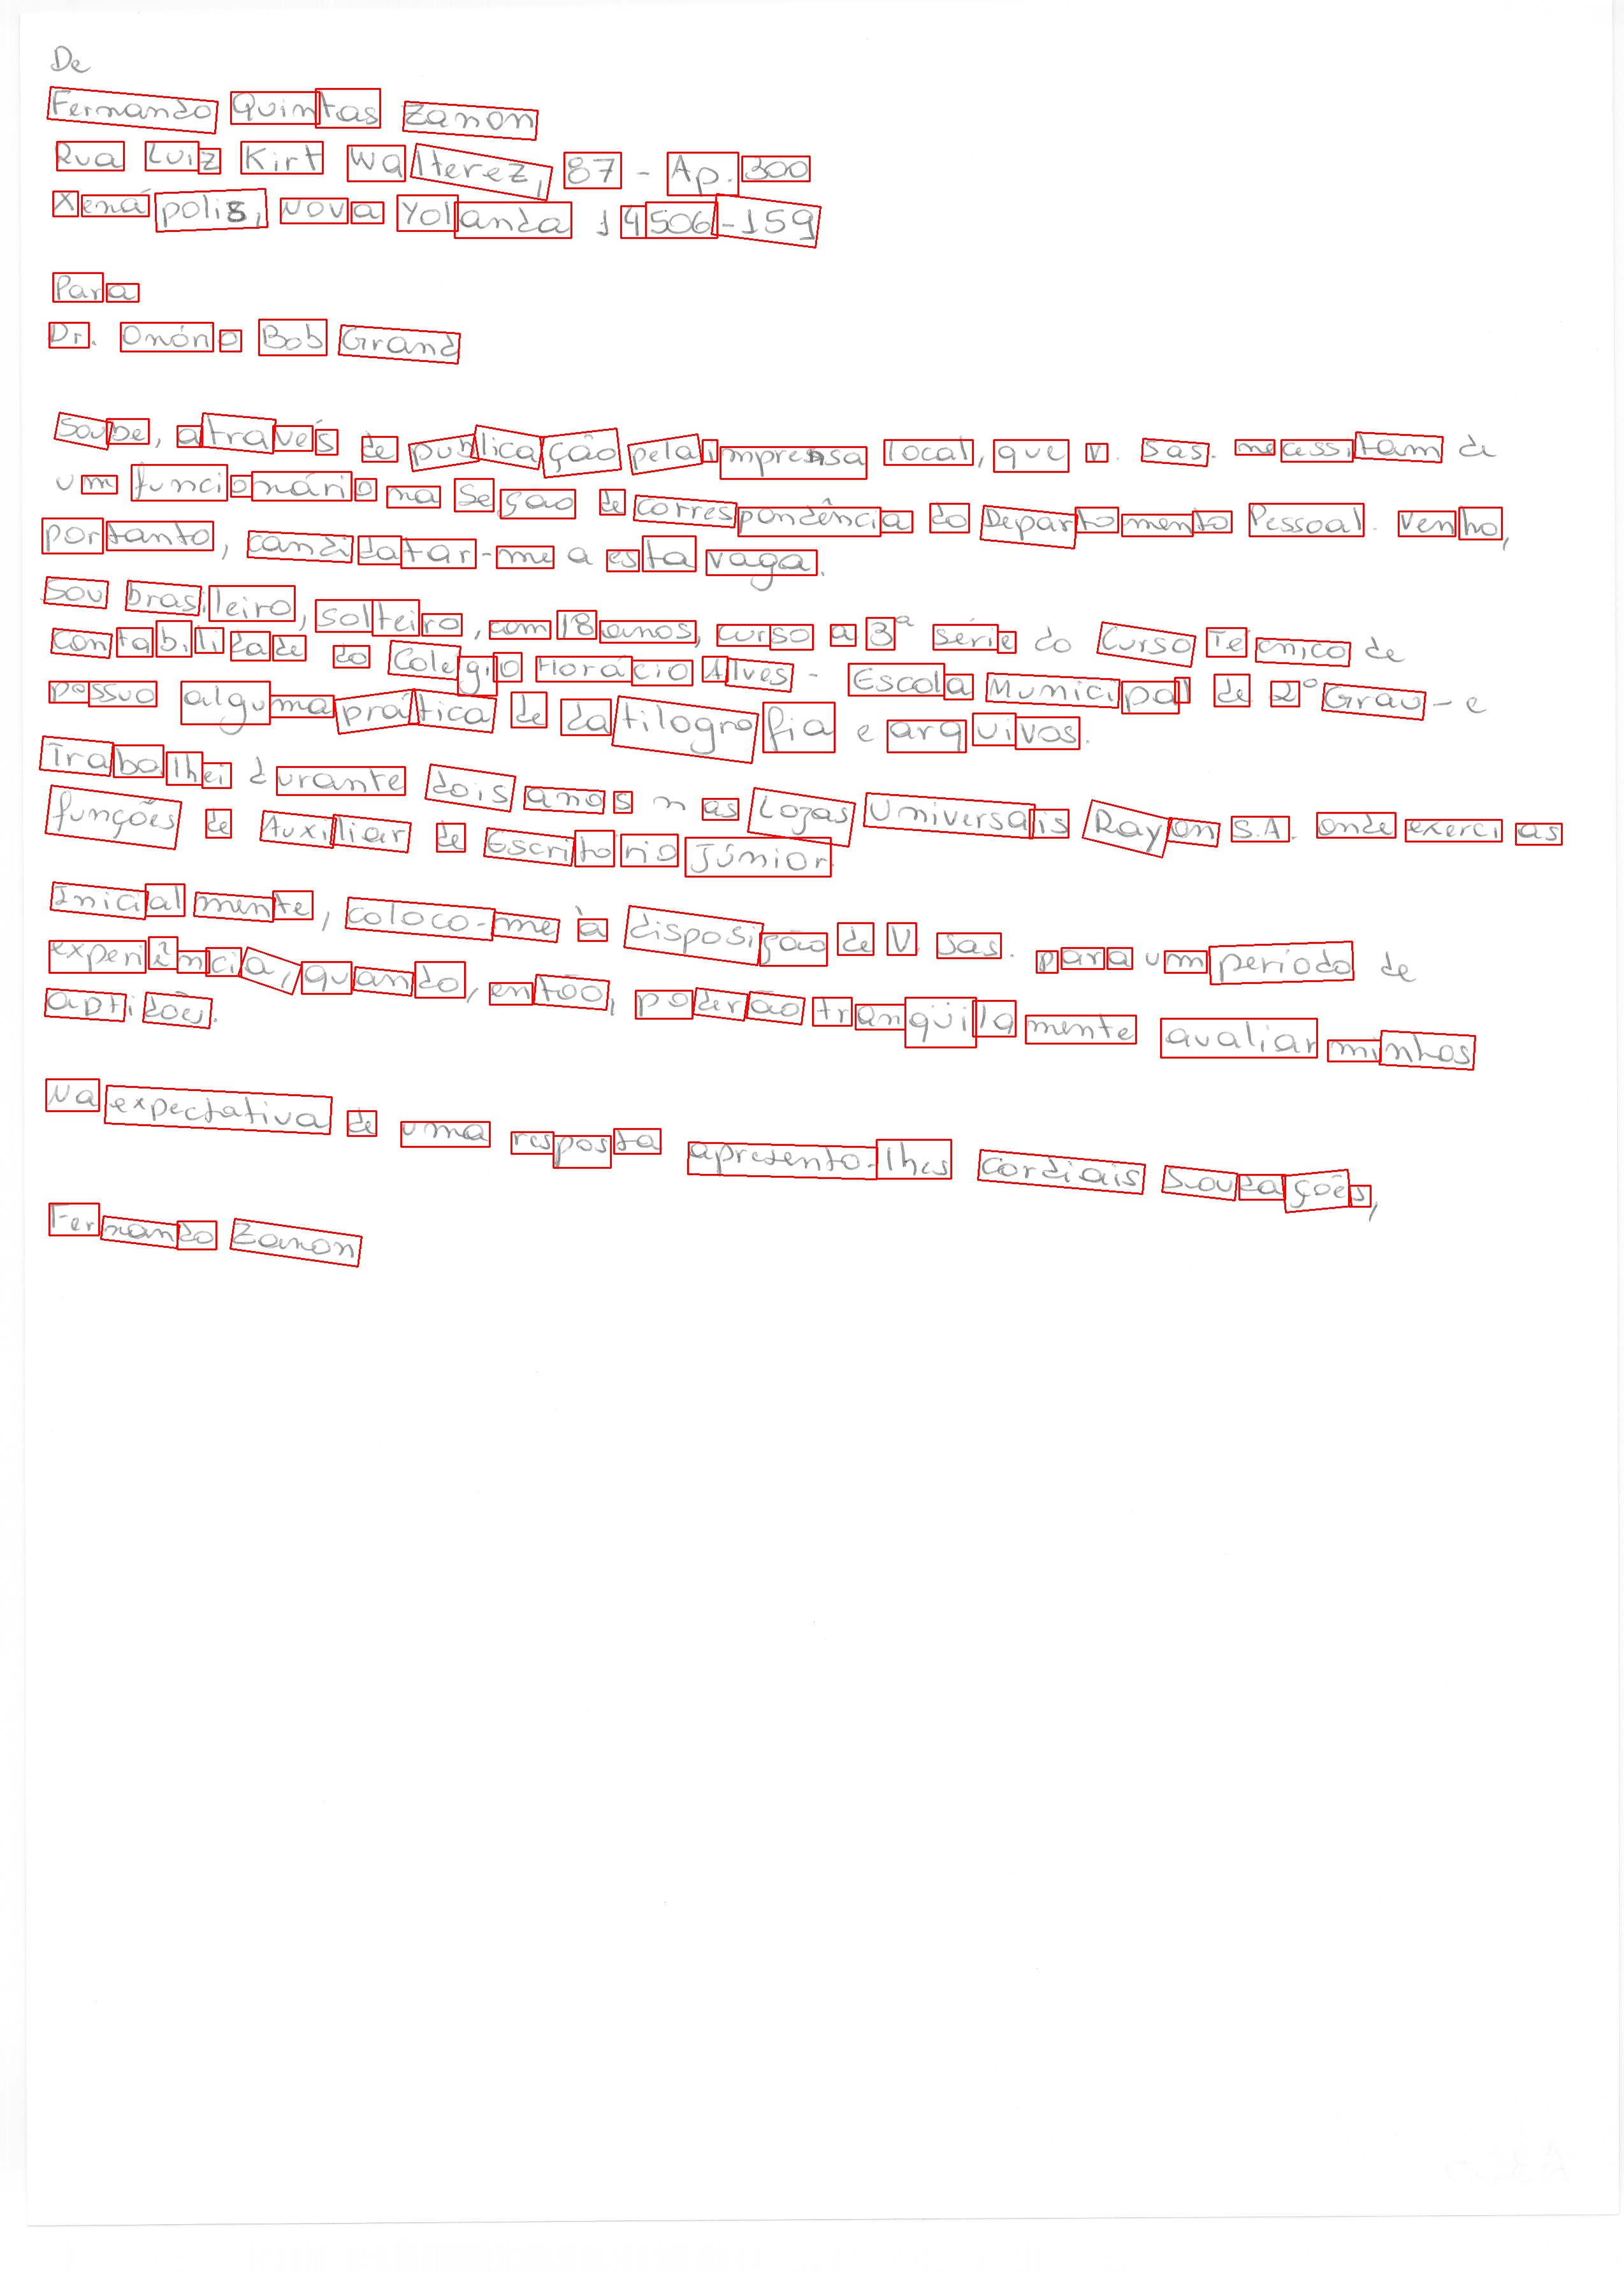 De
Fernando Quintas Zanon
Rua Luiz Kirt Walterez, 87 - Ap. 300
Xenápolis, Nova Yolanda 14506-159
Para
Dr. Onório Bob Grand
Soube, através de publicação pela imprensa local, que V. Sas. necessitam de
um funcionário na Seção de correspondência do Departamento Pessoal. Venho,
portanto, candidatar-me a esta vaga.
Sou brasileiro, solteiro, com 18 anos, curso a 3ª série do Curso Técnico de
Contabilidade do Colégio Horácio Alves - Escola Municipal de 2º Grau - e
possuo alguma prática de datilografia e arquivos.
Trabalhei durante dois anos nas Lojas Universais Rayon S.A. onde exerci as
funções de Auxiliar de Escritório Júnior.
Inicialmente, coloco-me à disposição de V. Sas. para um período de
experiência, quando, então, poderão tranqüilamente avaliar minhas
aptidões.
Na expectativa de uma resposta apresento-lhes cordiais saudações,
Fernando Zanon